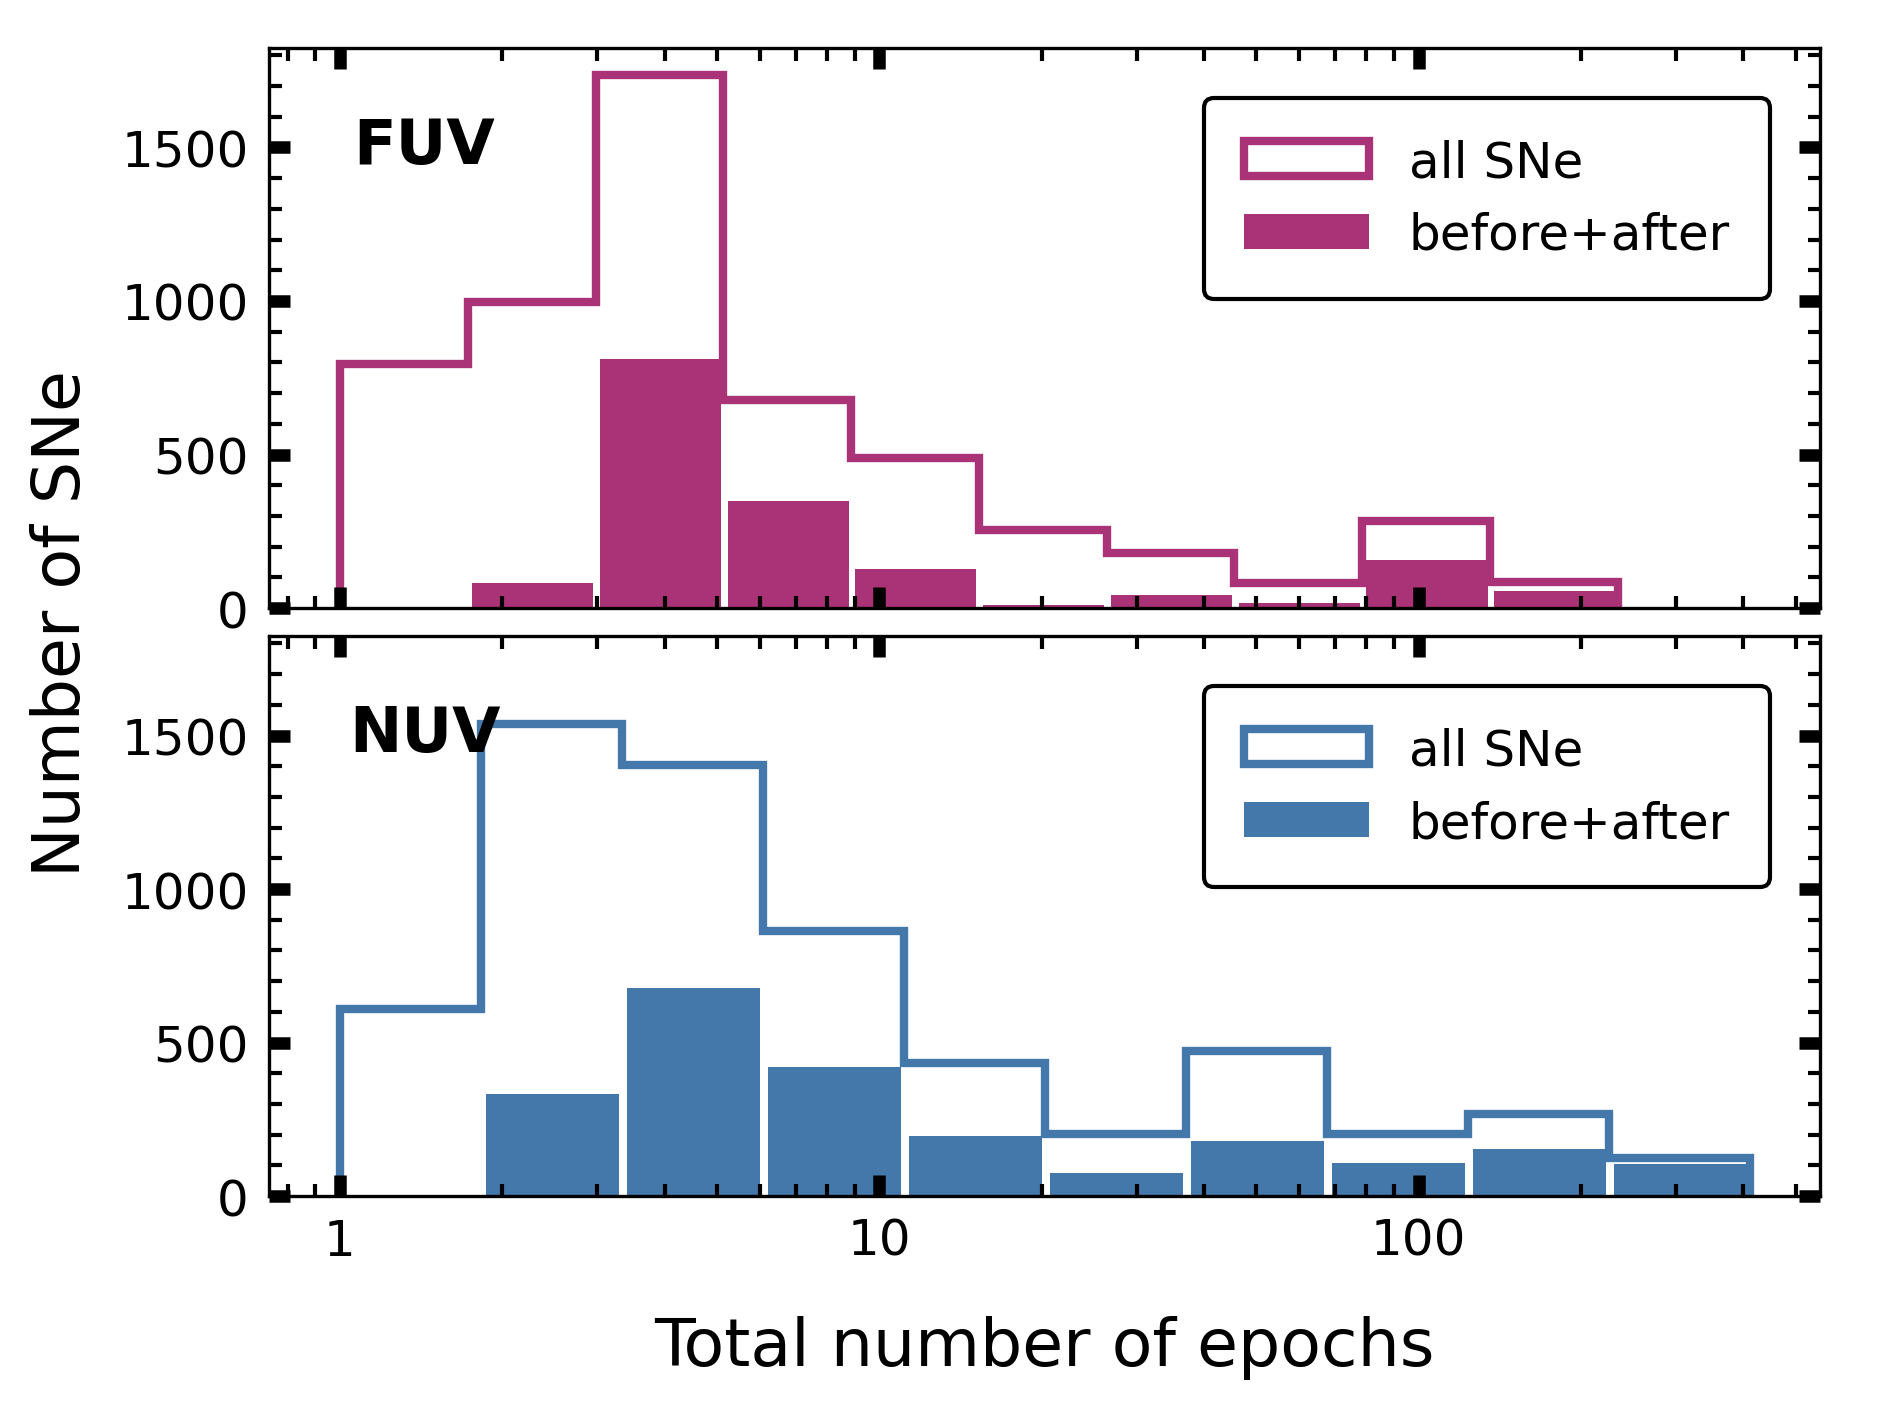 Number of SNe
FUV
1500
1000
500
0
all SNe
before+after
NUV
1500
1000
500
0
all SNe
before+after
1 10 100
Total number of epochs